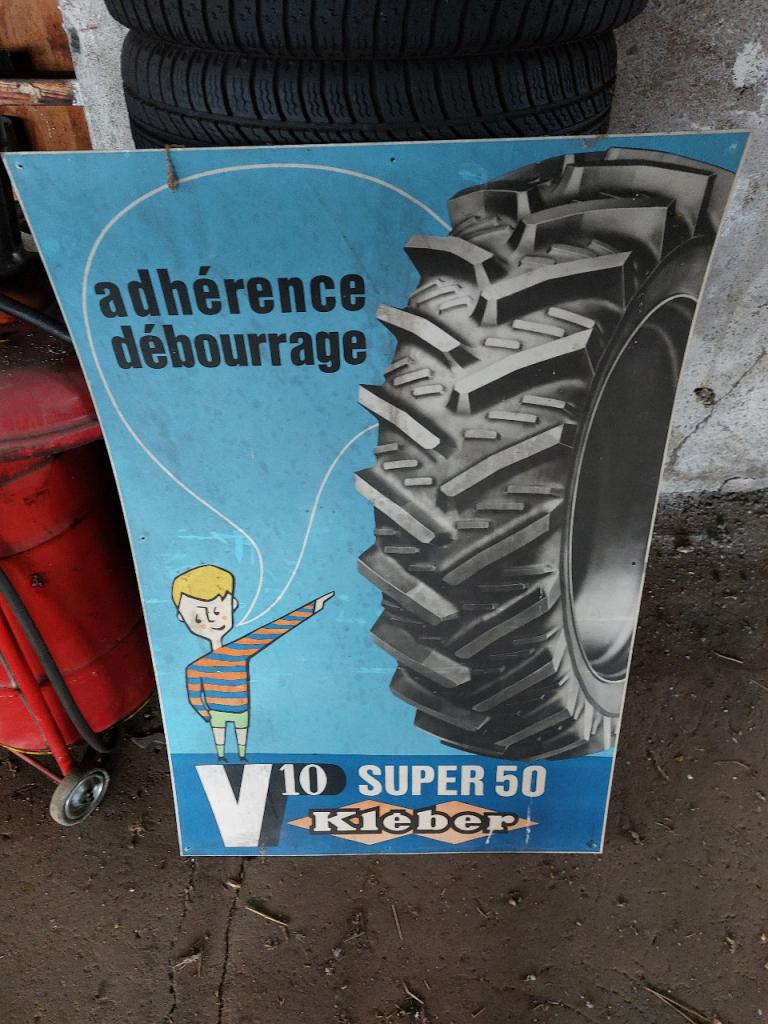 adhérence
débourrage
V10 SUPER 50
Kléber